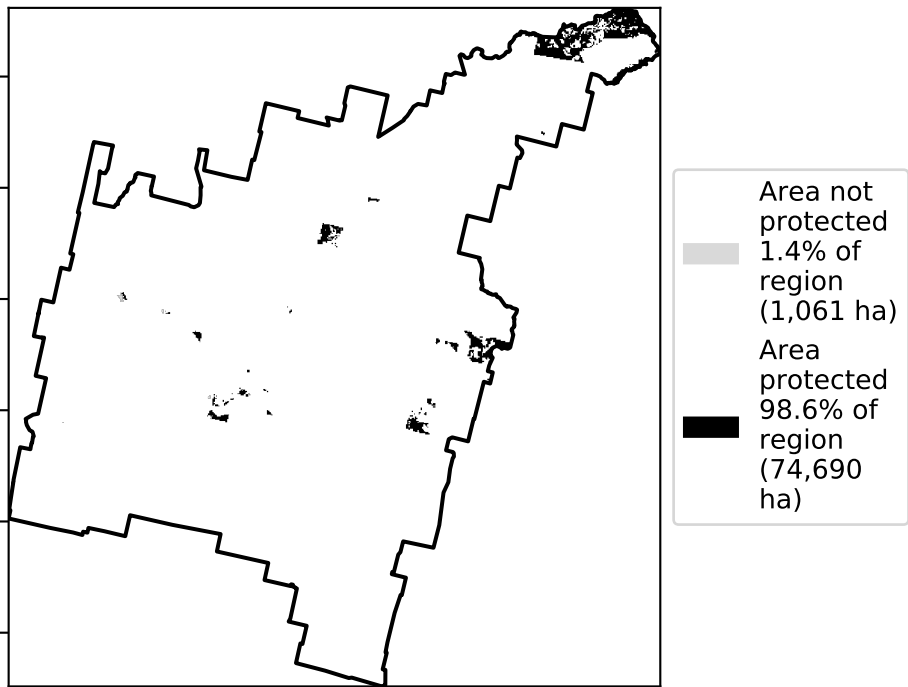 Area not
protected
1.4% of
region
(1,061 ha)
Area
protected
98.6% of
region
(74,690
ha)